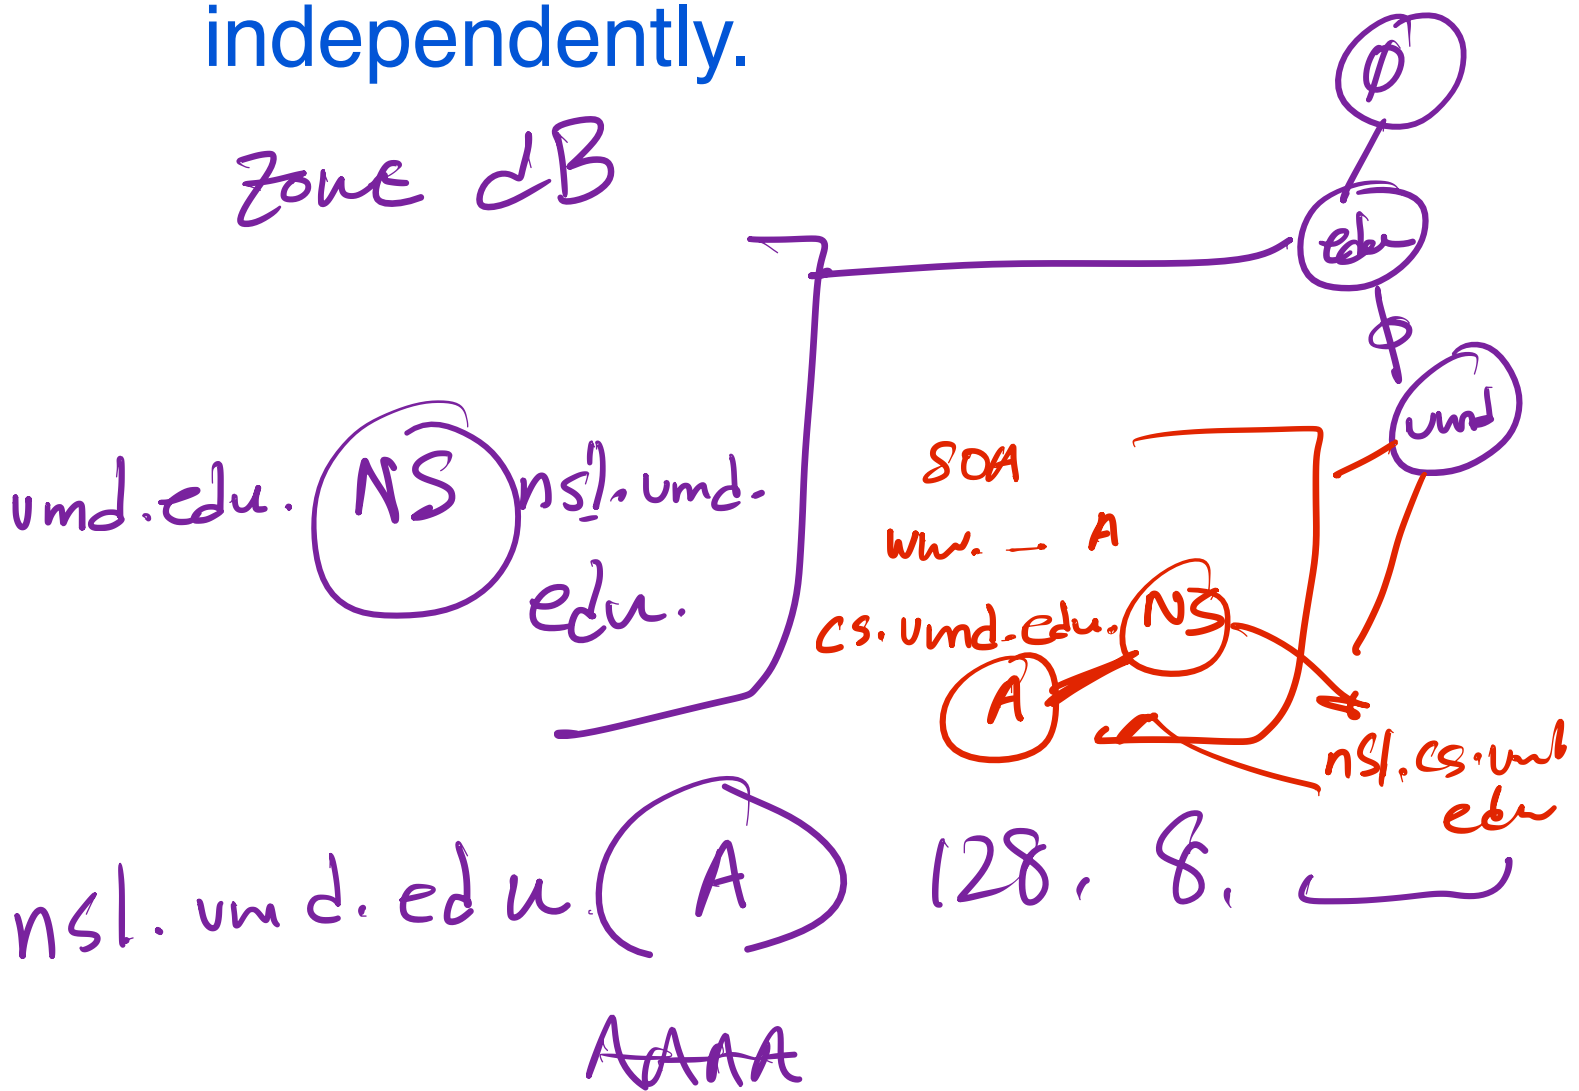 independently.
zone dB
Ø
edu
umd
umd.edu. NS ns1.umd.
edu.
SOA
ww. — A
cs.umd.edu. NS
A
ns1.cs.umd
edu
ns1.umd.edu. A 128. 8.
AAAA